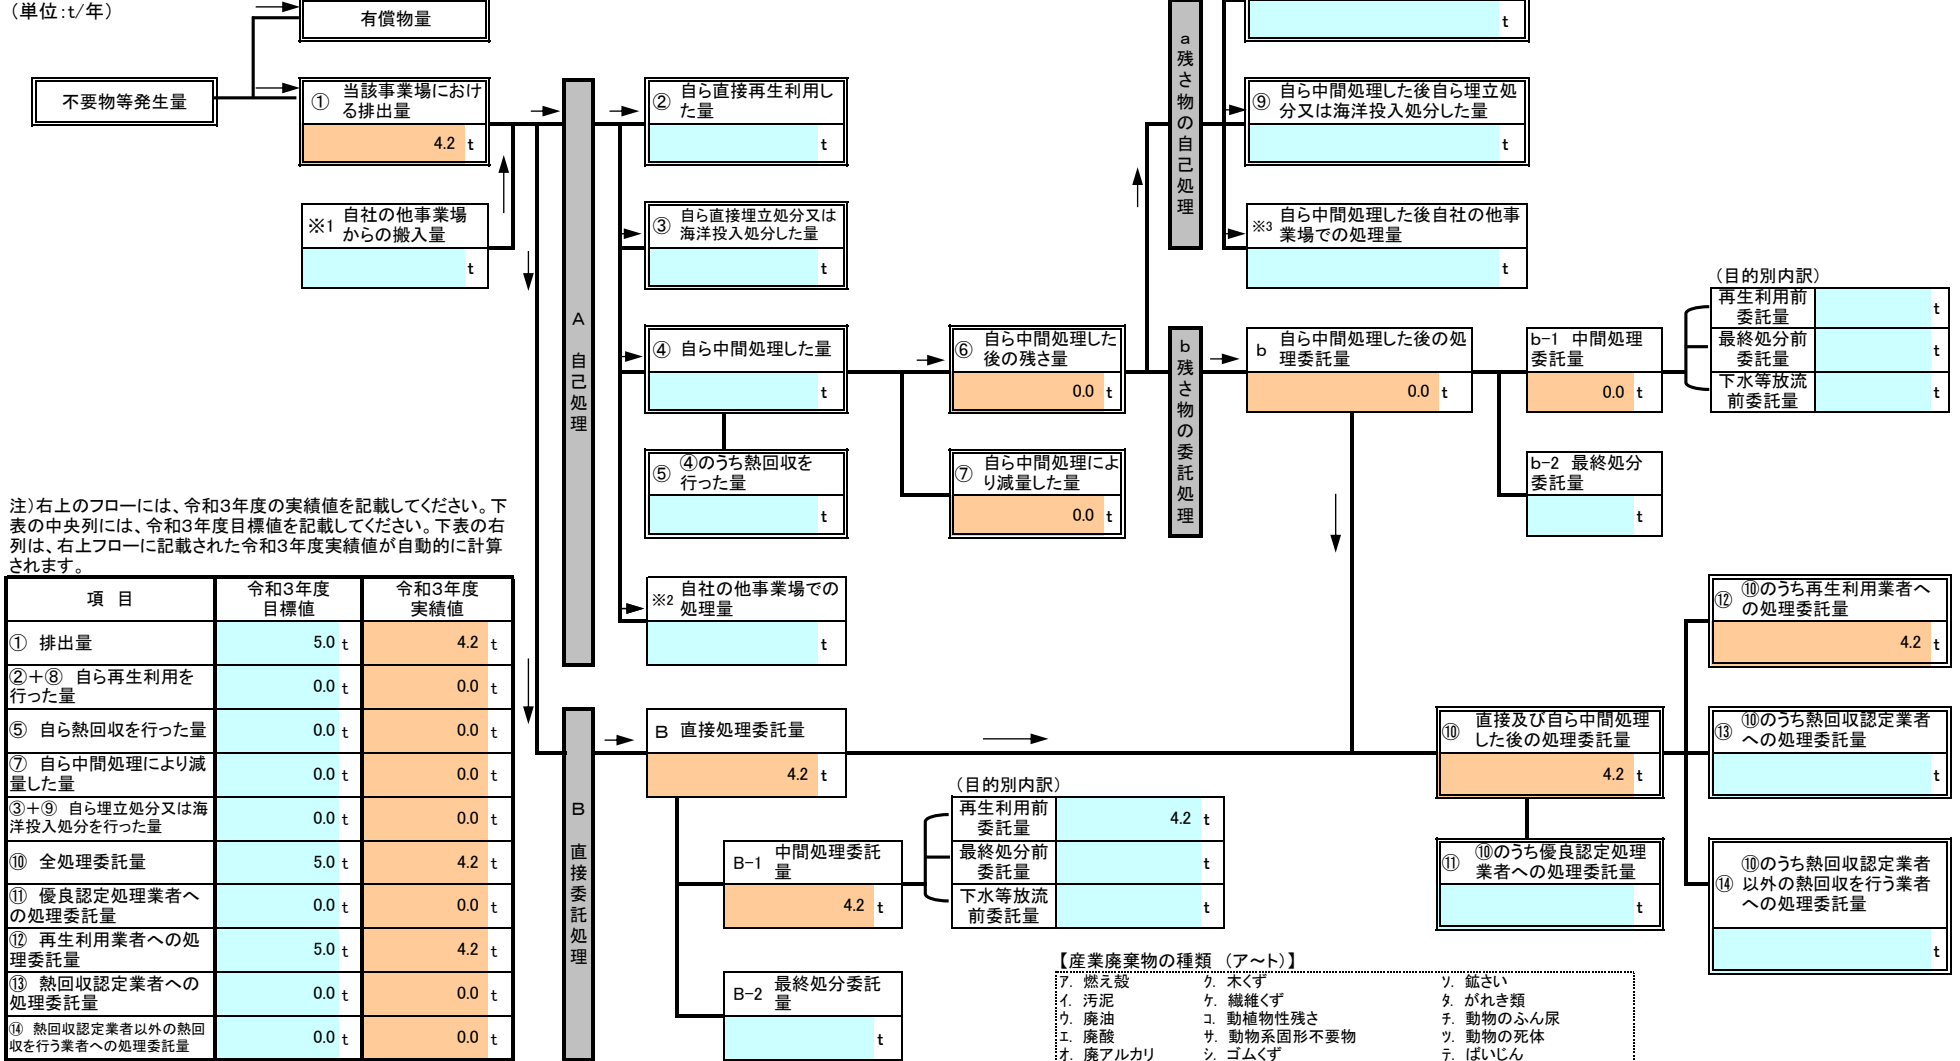 (単位:t/年)
有償物量
不要物等発生量
① 当該事業場におけ
る排出量
4.2 t
※1 自社の他事業場
からの搬入量
t
A 自己処理
② 自ら直接再生利用し
た量
t
③ 自ら直接埋立処分又は
海洋投入処分した量
t
④ 自ら中間処理した量
t
⑤ ④のうち熱回収を
行った量
t
※2 自社の他事業場での
処理量
t
⑥ 自ら中間処理した
後の残さ量
0.0 t
⑦ 自ら中間処理によ
り減量した量
0.0 t
a 残さ物の自己処理
t
⑨ 自ら中間処理した後自ら埋立処
分又は海洋投入処分した量
t
※3 自ら中間処理した後自社の他事
業場での処理量
t
b 残さ物の委託処理
b 自ら中間処理した後の処
理委託量
0.0 t
b-1 中間処理
委託量
0.0 t
(目的別内訳)
再生利用前
委託量
t
最終処分前
委託量
t
下水等放流
前委託量
t
b-2 最終処分
委託量
t
注)右上のフローには、令和3年度の実績値を記載してください。下
表の中央列には、令和3年度目標値を記載してください。下表の右
列は、右上フローに記載された令和3年度実績値が自動的に計算
されます。
項 目 令和3年度 目標値 令和3年度 実績値
① 排出量 5.0 t 4.2 t
②+⑧ 自ら再生利用を
行った量 0.0 t 0.0 t
⑤ 自ら熱回収を行った量 0.0 t 0.0 t
⑦ 自ら中間処理により減
量した量 0.0 t 0.0 t
③+⑨ 自ら埋立処分又は海
洋投入処分を行った量 0.0 t 0.0 t
⑩ 全処理委託量 5.0 t 4.2 t
⑪ 優良認定処理業者へ
の処理委託量 0.0 t 0.0 t
⑫ 再生利用業者への処
理委託量 5.0 t 4.2 t
⑬ 熱回収認定業者への
処理委託量 0.0 t 0.0 t
⑭ 熱回収認定業者以外の熱回
収を行う業者への処理委託量 0.0 t 0.0 t
B 直接委託処理
B 直接処理委託量
4.2 t
B-1 中間処理委託
量
4.2 t
(目的別内訳)
再生利用前
委託量
4.2 t
最終処分前
委託量
t
下水等放流
前委託量
t
B-2 最終処分委託
量
t
⑩ 直接及び自ら中間処理
した後の処理委託量
4.2 t
⑪ ⑩のうち優良認定処理
業者への処理委託量
t
⑫ ⑩のうち再生利用業者へ
の処理委託量
4.2 t
⑬ ⑩のうち熱回収認定業者
への処理委託量
t
⑭ ⑩のうち熱回収認定業者
以外の熱回収を行う業者
への処理委託量
t
【産業廃棄物の種類 (ア~ト)】
ア. 燃え殻 ク. 木くず ソ. 鉱さい
イ. 汚泥 ケ. 繊維くず タ. がれき類
ウ. 廃油 コ. 動植物性残さ チ. 動物のふん尿
エ. 廃酸 サ. 動物系固形不要物 ツ. 動物の死体
オ. 廃アルカリ シ. ゴムくず テ. ばいじん